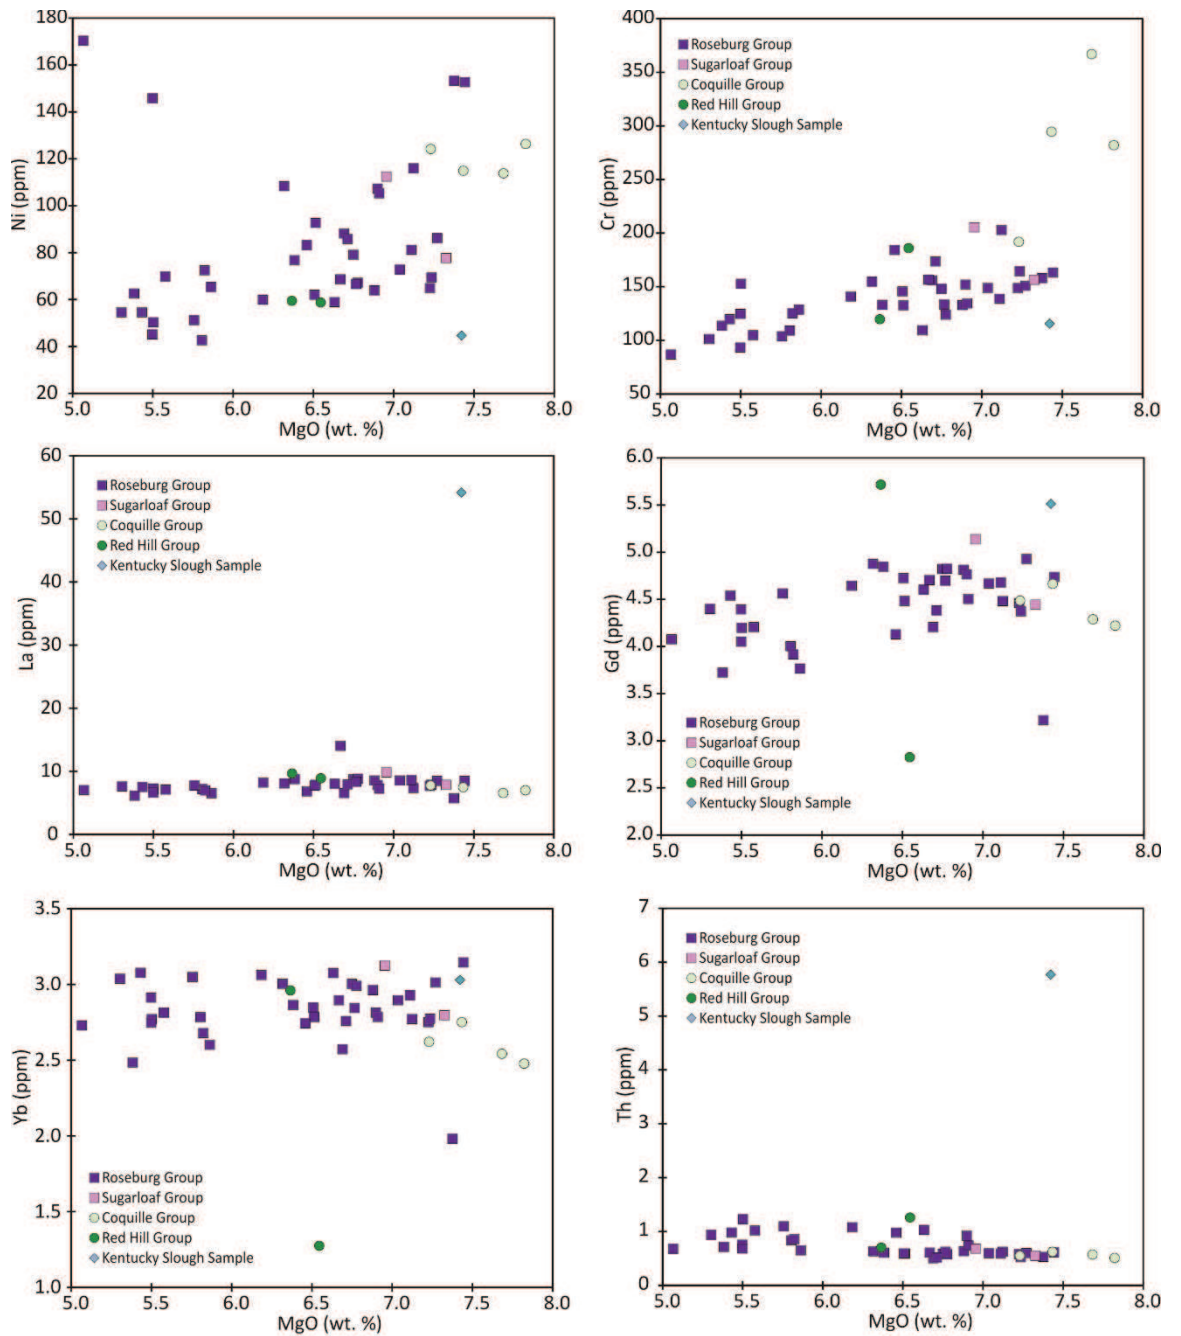 180
160
140
120
100
80
60
40
20
Ni (ppm)
5.0 5.5 6.0 6.5 7.0 7.5 8.0
MgO (wt. %)
400
350
300
250
200
150
100
50
Cr (ppm)
Roseburg Group
Sugarloaf Group
Coquille Group
Red Hill Group
Kentucky Slough Sample
5.0 5.5 6.0 6.5 7.0 7.5 8.0
MgO (wt. %)
60
50
40
30
20
10
0
La (ppm)
Roseburg Group
Sugarloaf Group
Coquille Group
Red Hill Group
Kentucky Slough Sample
5.0 5.5 6.0 6.5 7.0 7.5 8.0
MgO (wt. %)
6.0
5.5
5.0
4.5
4.0
3.5
3.0
2.5
2.0
Gd (ppm)
Roseburg Group
Sugarloaf Group
Coquille Group
Red Hill Group
Kentucky Slough Sample
5.0 5.5 6.0 6.5 7.0 7.5 8.0
MgO (wt. %)
3.5
3.0
2.5
2.0
1.5
1.0
Yb (ppm)
Roseburg Group
Sugarloaf Group
Coquille Group
Red Hill Group
Kentucky Slough Sample
5.0 5.5 6.0 6.5 7.0 7.5 8.0
MgO (wt. %)
7
6
5
4
3
2
1
0
Th (ppm)
Roseburg Group
Sugarloaf Group
Coquille Group
Red Hill Group
Kentucky Slough Sample
5.0 5.5 6.0 6.5 7.0 7.5 8.0
MgO (wt. %)